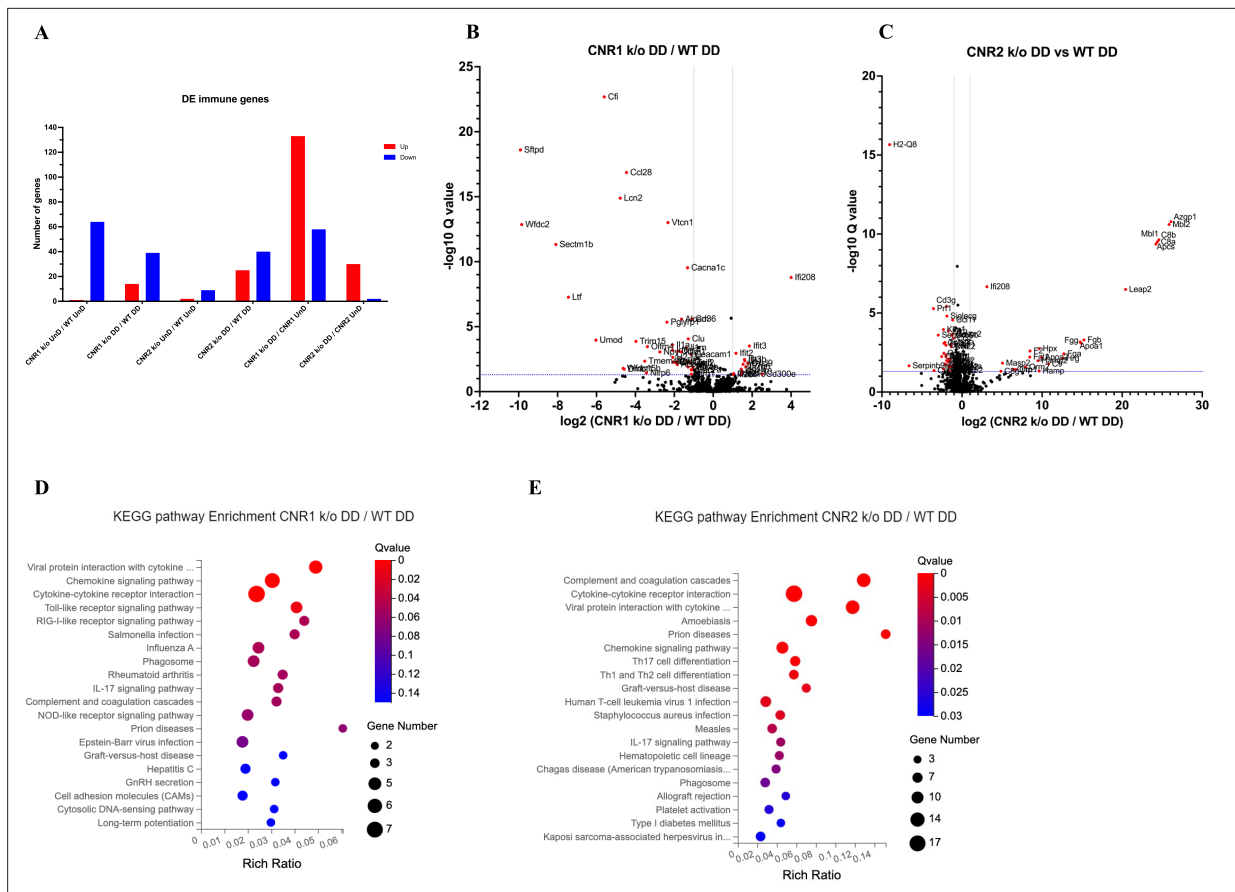 A
DE immune genes
Number of genes
140
120
100
80
60
40
20
0
Up
Down
CNR1 k/o UnD / WT UnD
CNR1 k/o DD / WT DD
CNR2 k/o UnD / WT UnD
CNR2 k/o DD / WT DD
CNR1 k/o DD / CNR1 UnD
CNR2 k/o DD / CNR2 UnD
B
CNR1 k/o DD / WT DD
-log10 Q value
25
20
15
10
5
0
Cfi
Sftpd
Ccl28
Lcn2
Wfdc2
Vtcn1
Sectm1b
Cacna1c
Ifi208
Ltf
Pglyrp1
Umod
Trim15
Clu
Ifit3
Olfm4
Ifit2
Nlrp6
Cd300e
-12 -10 -8 -6 -4 -2 0 2 4
log2 (CNR1 k/o DD / WT DD)
C
CNR2 k/o DD vs WT DD
-log10 Q value
20
15
10
5
0
H2-Q8
Azgp1
Mbl2
Mbl1
C8b
C8a
Apcs
Leap2
Ifi208
Cd3g
Prf1
Siglecg
Fgg
Fgb
Apoa1
Hpx
F2
Fga
Masp2
C9
Hamp
-10 0 10 20 30
log2 (CNR2 k/o DD / WT DD)
D
KEGG pathway Enrichment CNR1 k/o DD / WT DD
Viral protein interaction with cytokine ...
Chemokine signaling pathway
Cytokine-cytokine receptor interaction
Toll-like receptor signaling pathway
RIG-I-like receptor signaling pathway
Salmonella infection
Influenza A
Phagosome
Rheumatoid arthritis
IL-17 signaling pathway
Complement and coagulation cascades
NOD-like receptor signaling pathway
Prion diseases
Epstein-Barr virus infection
Graft-versus-host disease
Hepatitis C
GnRH secretion
Cell adhesion molecules (CAMs)
Cytosolic DNA-sensing pathway
Long-term potentiation
0 0.01 0.02 0.03 0.04 0.05 0.06
Rich Ratio
Qvalue
0
0.02
0.04
0.06
0.08
0.1
0.12
0.14
Gene Number
2
3
5
6
7
E
KEGG pathway Enrichment CNR2 k/o DD / WT DD
Complement and coagulation cascades
Cytokine-cytokine receptor interaction
Viral protein interaction with cytokine ...
Amoebiasis
Prion diseases
Chemokine signaling pathway
Th17 cell differentiation
Th1 and Th2 cell differentiation
Graft-versus-host disease
Human T-cell leukemia virus 1 infection
Staphylococcus aureus infection
Measles
IL-17 signaling pathway
Hematopoietic cell lineage
Chagas disease (American trypanosomiasis...
Phagosome
Allograft rejection
Platelet activation
Type I diabetes mellitus
Kaposi sarcoma-associated herpesvirus in...
0 0.02 0.04 0.06 0.08 0.1 0.12 0.14
Rich Ratio
Qvalue
0
0.005
0.01
0.015
0.02
0.025
0.03
Gene Number
3
7
10
14
17